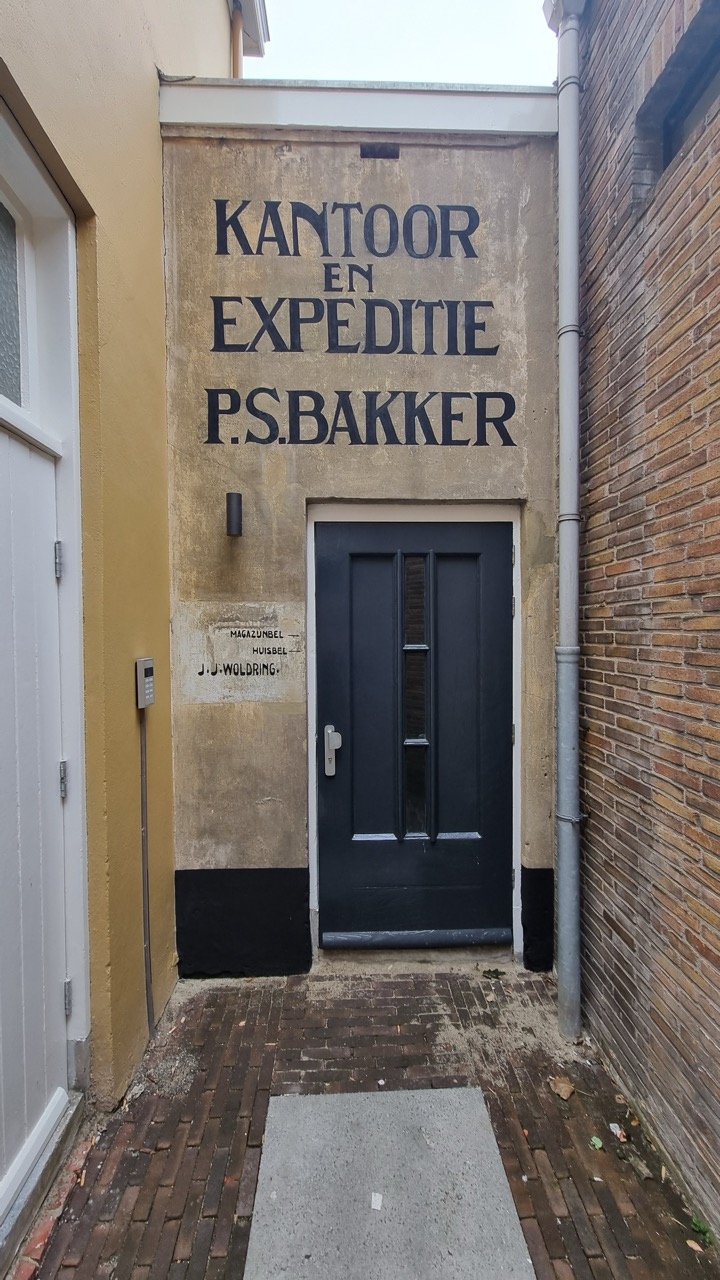 KANTOOR
EN
EXPEDITIE
P.S.BAKKER
MAGAZIJNBEL
HUISBEL
J.J.WOLDRING.